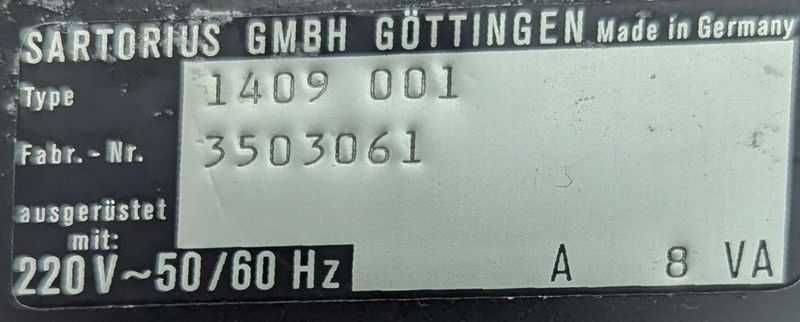 SARTORIUS GMBH GÖTTINGEN Made in Germany
Type 1409 001
Fabr.-Nr. 3503061
ausgerüstet
mit:
220V~50/60 Hz A 8 VA